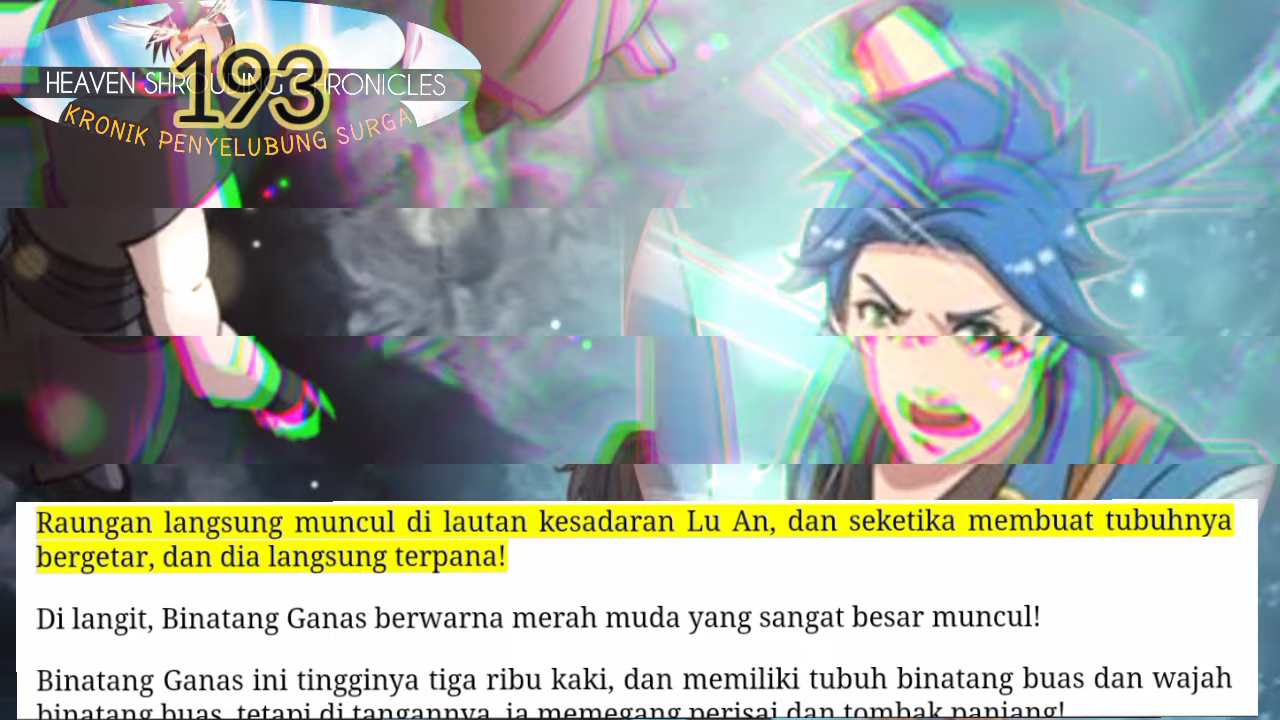 HEAVEN SHROUDING CHRONICLES
193
KRONIK PENYELUBUNG SURGA
Raungan langsung muncul di lautan kesadaran Lu An, dan seketika membuat tubuhnya
bergetar, dan dia langsung terpana!
Di langit, Binatang Ganas berwarna merah muda yang sangat besar muncul!
Binatang Ganas ini tingginya tiga ribu kaki, dan memiliki tubuh binatang buas dan wajah
binatang buas, tetapi di tangannya, ia memegang perisai dan tombak panjang!